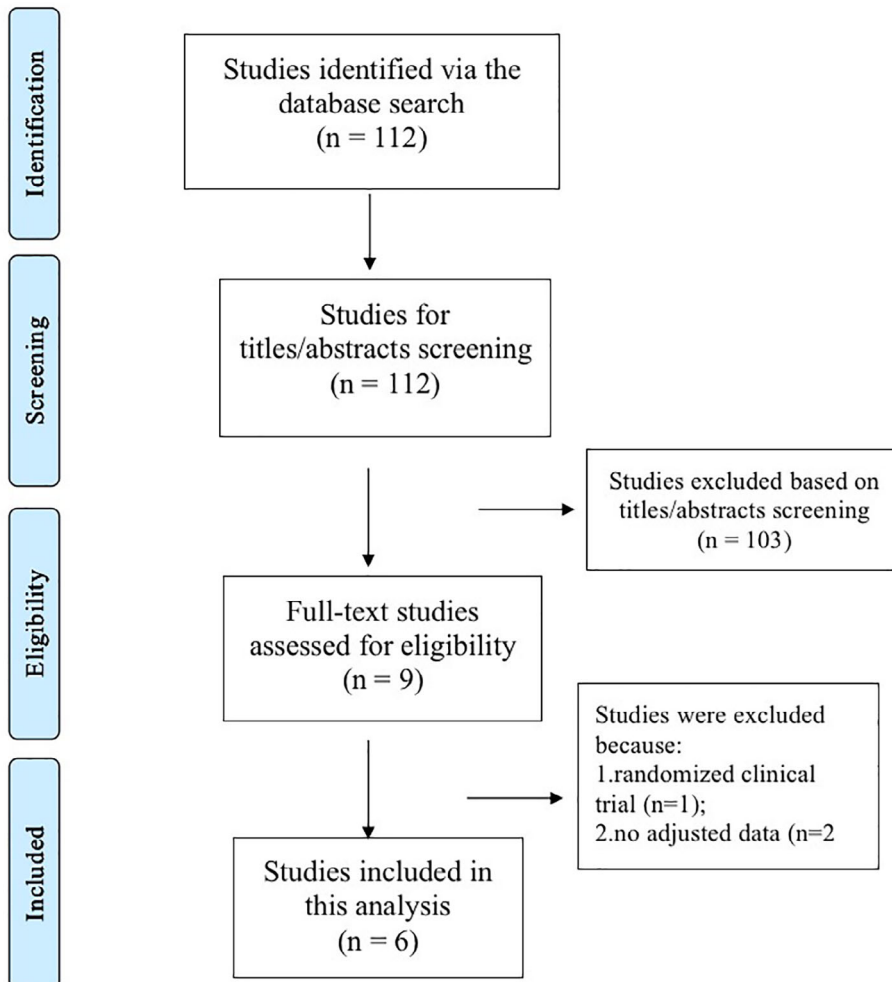 Identification
Studies identified via the
database search
(n = 112)
Screening
Studies for
titles/abstracts screening
(n = 112)
Studies excluded based on
titles/abstracts screening
(n = 103)
Eligibility
Full-text studies
assessed for eligibility
(n = 9)
Studies were excluded
because:
1.randomized clinical
trial (n=1);
2.no adjusted data (n=2
Included
Studies included in
this analysis
(n = 6)